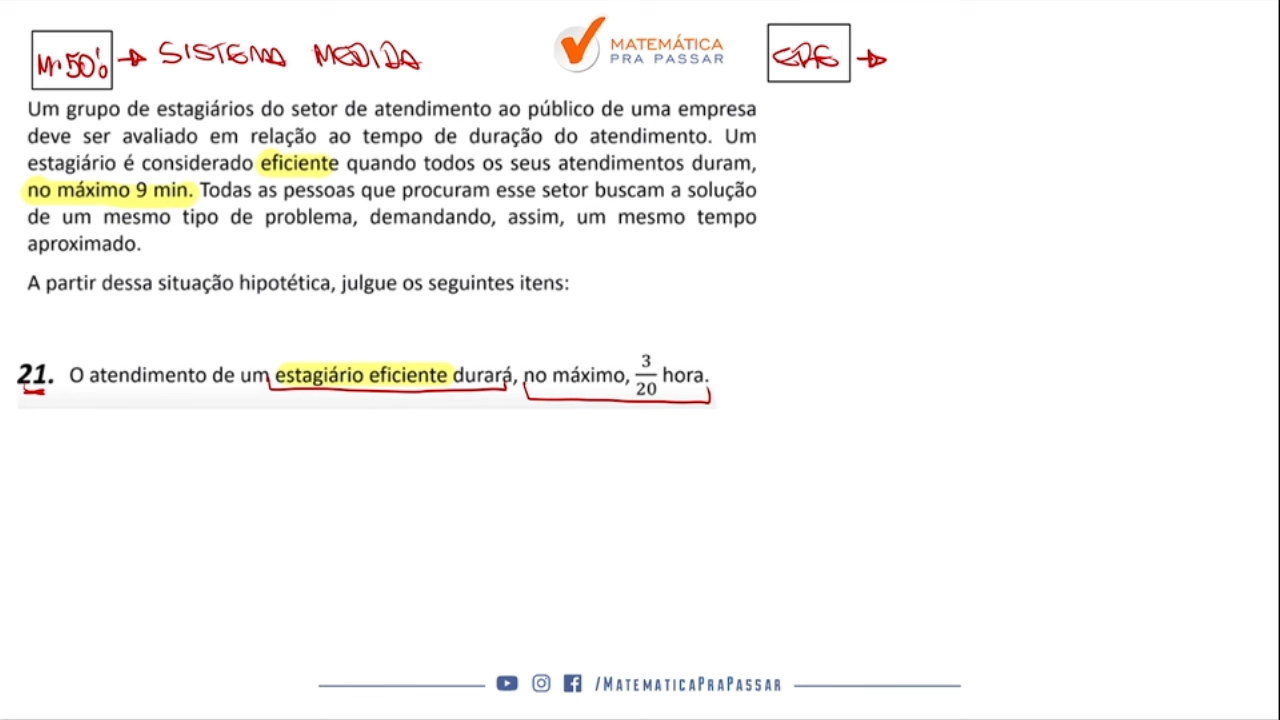 M.50% → SISTEMA MEDIDA
MATEMÁTICA
PRA PASSAR
Um grupo de estagiários do setor de atendimento ao público de uma empresa
deve ser avaliado em relação ao tempo de duração do atendimento. Um
estagiário é considerado eficiente quando todos os seus atendimentos duram,
no máximo 9 min. Todas as pessoas que procuram esse setor buscam a solução
de um mesmo tipo de problema, demandando, assim, um mesmo tempo
aproximado.
A partir dessa situação hipotética, julgue os seguintes itens:
21. O atendimento de um estagiário eficiente durará, no máximo, 3/20 hora.
/MATEMATICAPRAPASSAR